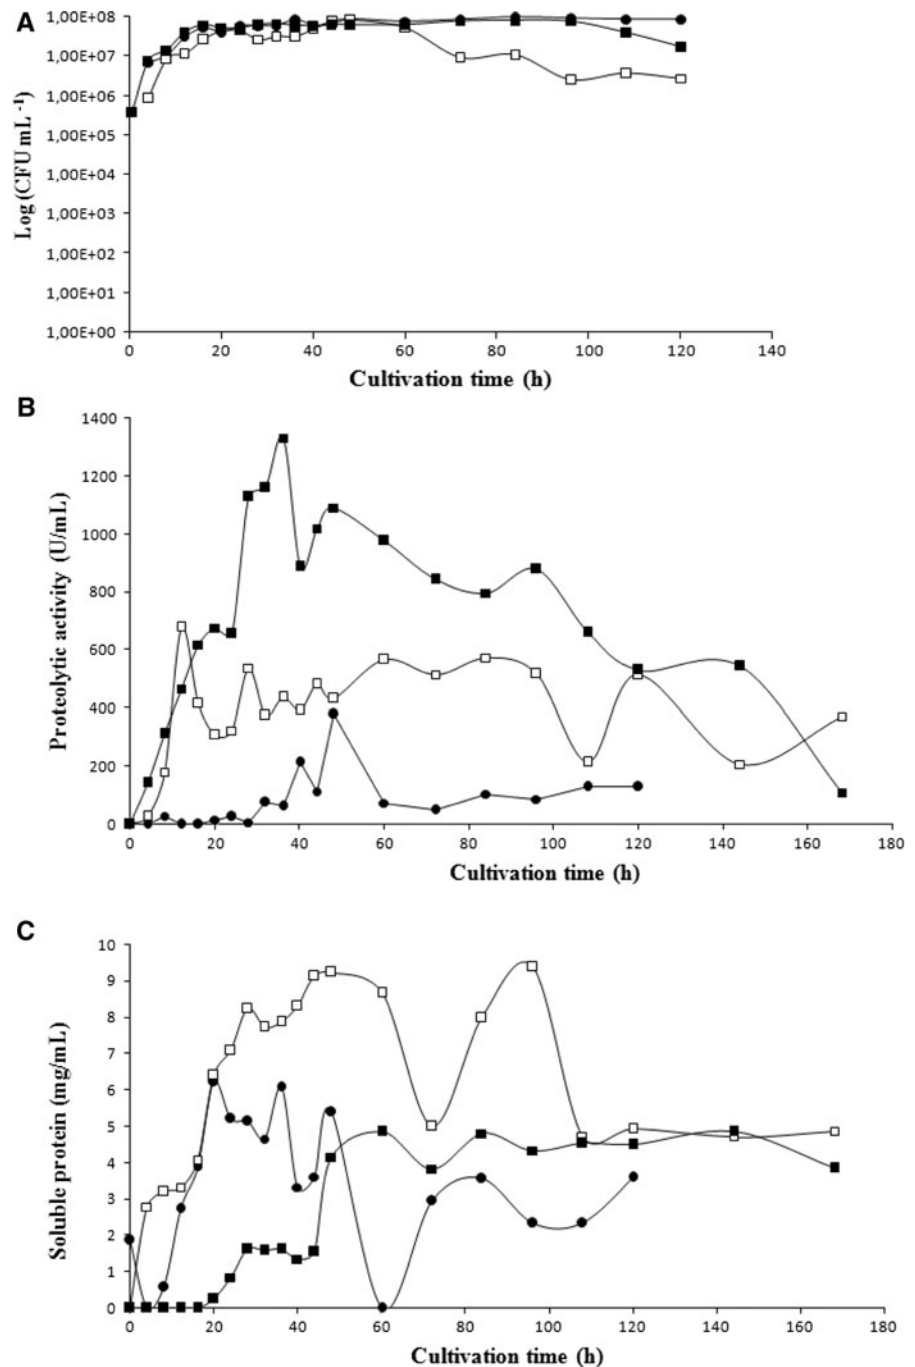 A
1,00E+08
1,00E+07
1,00E+06
1,00E+05
1,00E+04
1,00E+03
1,00E+02
1,00E+01
1,00E+00
Log (CFU mL -1)
0 20 40 60 80 100 120 140
Cultivation time (h)
B
1400
1200
1000
800
600
400
200
0
Proteolytic activity (U/mL)
0 20 40 60 80 100 120 140 160 180
Cultivation time (h)
C
10
9
8
7
6
5
4
3
2
1
0
Soluble protein (mg/mL)
0 20 40 60 80 100 120 140 160 180
Cultivation time (h)